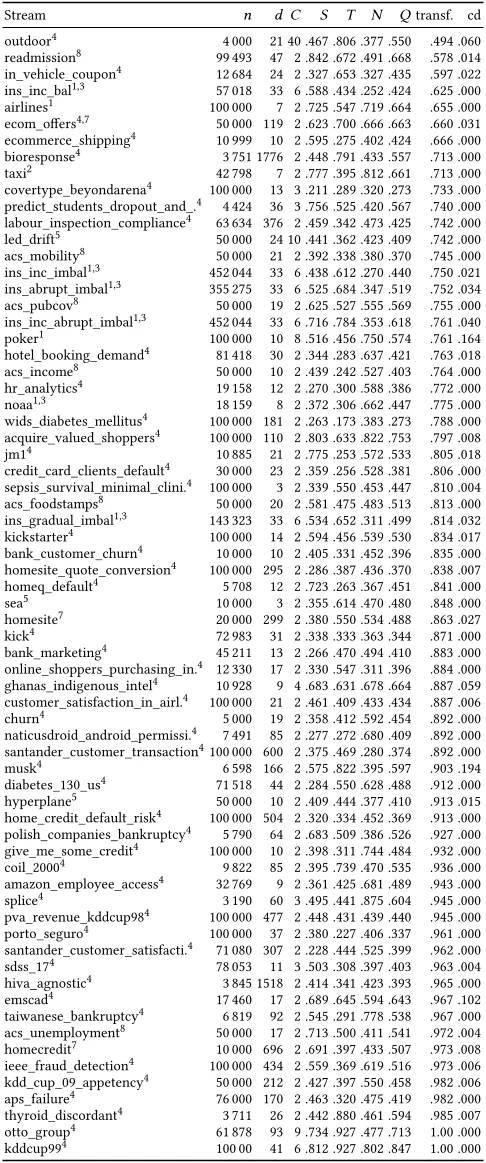 Stream n d C S T N Q transf. cd
outdoor⁴ 4 000 21 40 .467 .806 .377 .550 .494 .060
readmission⁸ 99 493 47 2 .842 .672 .491 .668 .578 .014
in_vehicle_coupon⁴ 12 684 24 2 .327 .653 .327 .435 .597 .022
ins_inc_bal¹,³ 57 018 33 6 .588 .434 .252 .424 .625 .000
airlines¹ 100 000 7 2 .725 .547 .719 .664 .655 .000
ecom_offers⁴,⁷ 50 000 119 2 .623 .700 .666 .663 .660 .031
ecommerce_shipping⁴ 10 999 10 2 .595 .275 .402 .424 .666 .000
bioresponse⁴ 3 751 1776 2 .448 .791 .433 .557 .713 .000
taxi² 42 798 7 2 .777 .395 .812 .661 .713 .000
covertype_beyondarena⁴ 100 000 13 3 .211 .289 .320 .273 .733 .000
predict_students_dropout_and_.⁴ 4 424 36 3 .756 .525 .420 .567 .740 .000
labour_inspection_compliance⁴ 63 634 376 2 .459 .342 .473 .425 .742 .000
led_drift⁵ 50 000 24 10 .441 .362 .423 .409 .742 .000
acs_mobility⁸ 50 000 21 2 .392 .338 .380 .370 .745 .000
ins_inc_imbal¹,³ 452 044 33 6 .438 .612 .270 .440 .750 .021
ins_abrupt_imbal¹,³ 355 275 33 6 .525 .684 .347 .519 .752 .034
acs_pubcov⁸ 50 000 19 2 .625 .527 .555 .569 .755 .000
ins_inc_abrupt_imbal¹,³ 452 044 33 6 .716 .784 .353 .618 .761 .040
poker¹ 100 000 10 8 .516 .456 .750 .574 .761 .164
hotel_booking_demand⁴ 81 418 30 2 .344 .283 .637 .421 .763 .018
acs_income⁸ 50 000 10 2 .439 .242 .527 .403 .764 .000
hr_analytics⁴ 19 158 12 2 .270 .300 .588 .386 .772 .000
noaa¹,³ 18 159 8 2 .372 .306 .662 .447 .775 .000
wids_diabetes_mellitus⁴ 100 000 181 2 .263 .173 .383 .273 .788 .000
acquire_valued_shoppers⁴ 100 000 110 2 .803 .633 .822 .753 .797 .008
jm1⁴ 10 885 21 2 .775 .253 .572 .533 .805 .018
credit_card_clients_default⁴ 30 000 23 2 .359 .256 .528 .381 .806 .000
sepsis_survival_minimal_clini.⁴ 100 000 3 2 .339 .550 .453 .447 .810 .004
acs_foodstamps⁸ 50 000 20 2 .581 .475 .483 .513 .813 .000
ins_gradual_imbal¹,³ 143 323 33 6 .534 .652 .311 .499 .814 .032
kickstarter⁴ 100 000 14 2 .594 .456 .539 .530 .834 .017
bank_customer_churn⁴ 10 000 10 2 .405 .331 .452 .396 .835 .000
homesite_quote_conversion⁴ 100 000 295 2 .286 .387 .436 .370 .838 .007
homeq_default⁴ 5 708 12 2 .723 .263 .367 .451 .841 .000
sea⁵ 10 000 3 2 .355 .614 .470 .480 .848 .000
homesite⁷ 20 000 299 2 .380 .550 .534 .488 .863 .027
kick⁴ 72 983 31 2 .338 .333 .363 .344 .871 .000
bank_marketing⁴ 45 211 13 2 .266 .470 .494 .410 .883 .000
online_shoppers_purchasing_in.⁴ 12 330 17 2 .330 .547 .311 .396 .884 .000
ghanas_indigenous_intel⁴ 10 928 9 4 .683 .631 .678 .664 .887 .059
customer_satisfaction_in_airl.⁴ 100 000 21 2 .461 .409 .433 .434 .887 .006
churn⁴ 5 000 19 2 .358 .412 .592 .454 .892 .000
naticusdroid_android_permissi.⁴ 7 491 85 2 .277 .272 .680 .409 .892 .000
santander_customer_transaction⁴ 100 000 600 2 .375 .469 .280 .374 .892 .000
musk⁴ 6 598 166 2 .575 .822 .395 .597 .903 .194
diabetes_130_us⁴ 71 518 44 2 .284 .550 .628 .488 .912 .000
hyperplane⁵ 50 000 10 2 .409 .444 .377 .410 .913 .015
home_credit_default_risk⁴ 100 000 504 2 .320 .334 .452 .369 .913 .000
polish_companies_bankruptcy⁴ 5 790 64 2 .683 .509 .386 .526 .927 .000
give_me_some_credit⁴ 100 000 10 2 .398 .311 .744 .484 .932 .000
coil_2000⁴ 9 822 85 2 .395 .739 .470 .535 .936 .000
amazon_employee_access⁴ 32 769 9 2 .361 .425 .681 .489 .943 .000
splice⁴ 3 190 60 3 .495 .441 .875 .604 .945 .000
pva_revenue_kddcup98⁴ 100 000 477 2 .448 .431 .439 .440 .945 .000
porto_seguro⁴ 100 000 37 2 .380 .227 .406 .337 .961 .000
santander_customer_satisfacti.⁴ 71 080 307 2 .228 .444 .525 .399 .962 .000
sdss_17⁴ 78 053 11 3 .503 .308 .397 .403 .963 .004
hiva_agnostic⁴ 3 845 1518 2 .414 .341 .423 .393 .965 .000
emscad⁴ 17 460 17 2 .689 .645 .594 .643 .967 .102
taiwanese_bankruptcy⁴ 6 819 92 2 .545 .291 .778 .538 .967 .000
acs_unemployment⁸ 50 000 17 2 .713 .500 .411 .541 .972 .004
homecredit⁷ 10 000 696 2 .691 .397 .433 .507 .973 .008
ieee_fraud_detection⁴ 100 000 434 2 .559 .369 .619 .516 .973 .006
kdd_cup_09_appetency⁴ 50 000 212 2 .427 .397 .550 .458 .982 .006
aps_failure⁴ 76 000 170 2 .463 .320 .475 .419 .982 .000
thyroid_discordant⁴ 3 711 26 2 .442 .880 .461 .594 .985 .007
otto_group⁴ 61 878 93 9 .734 .927 .477 .713 1.00 .000
kddcup99⁴ 100 00 41 6 .812 .927 .802 .847 1.00 .000